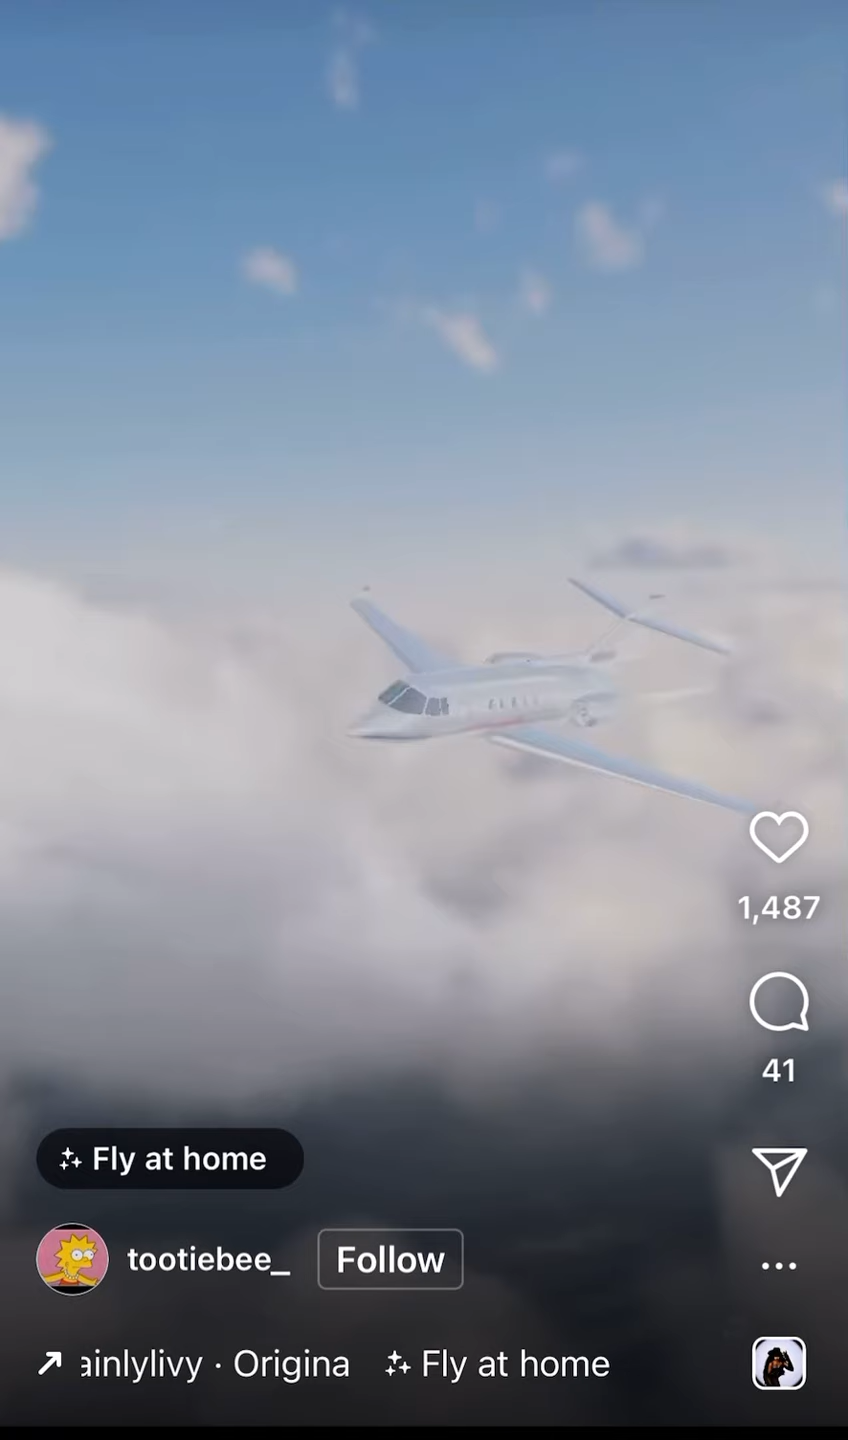 1,487
41
Fly at home
tootiebee_ Follow
ainlylivy · Origina Fly at home